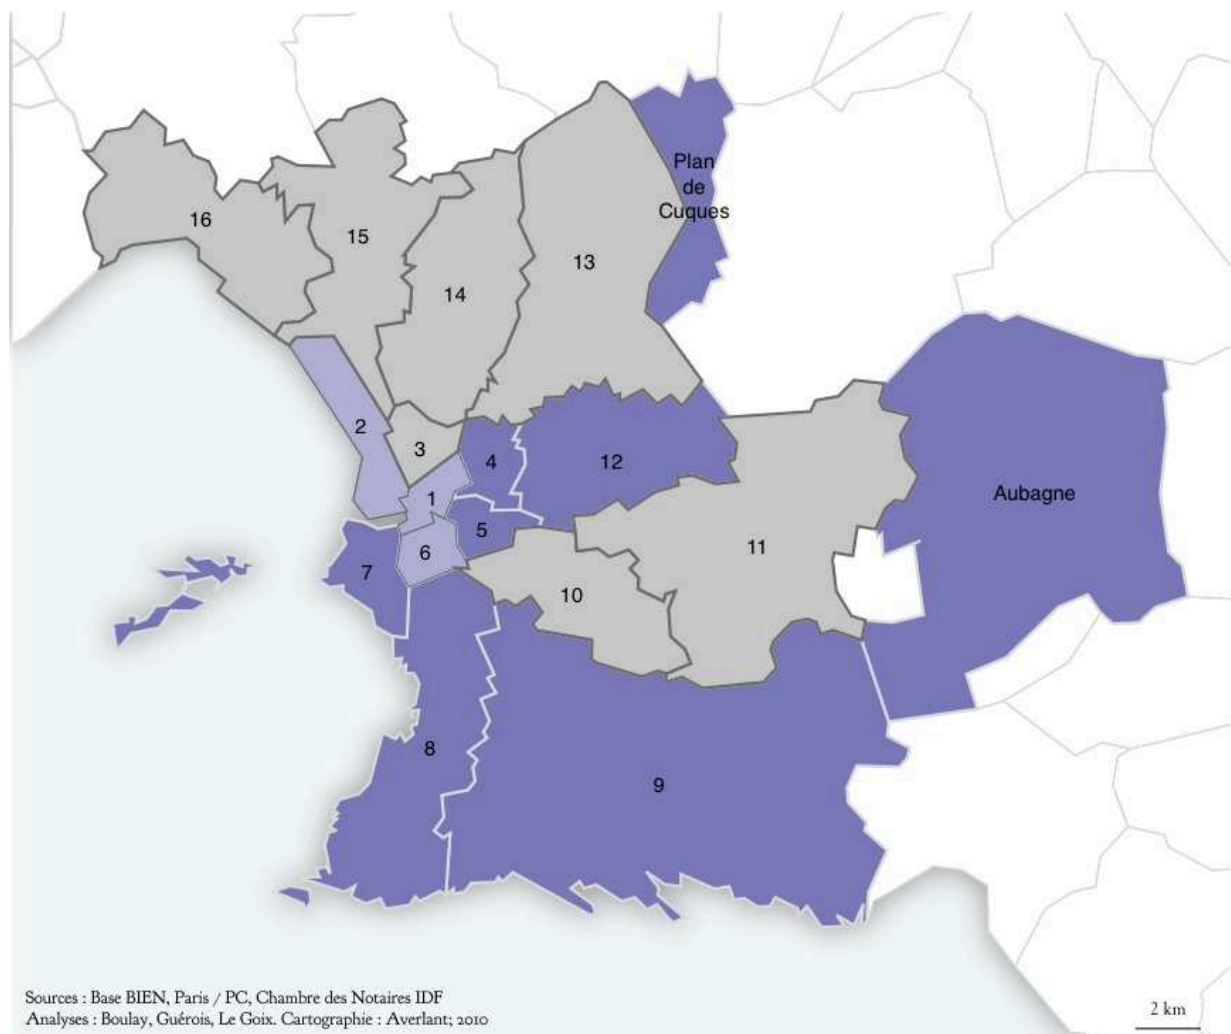 Plan
de
Cuques
16
15
13
14
2
3
4
12
Aubagne
1
5
11
6
7
10
8
9
Sources : Base BIEN, Paris / PC, Chambre des Notaires IDF
Analyses : Boulay, Guérois, Le Goix. Cartographie : Averlant; 2010
2 km